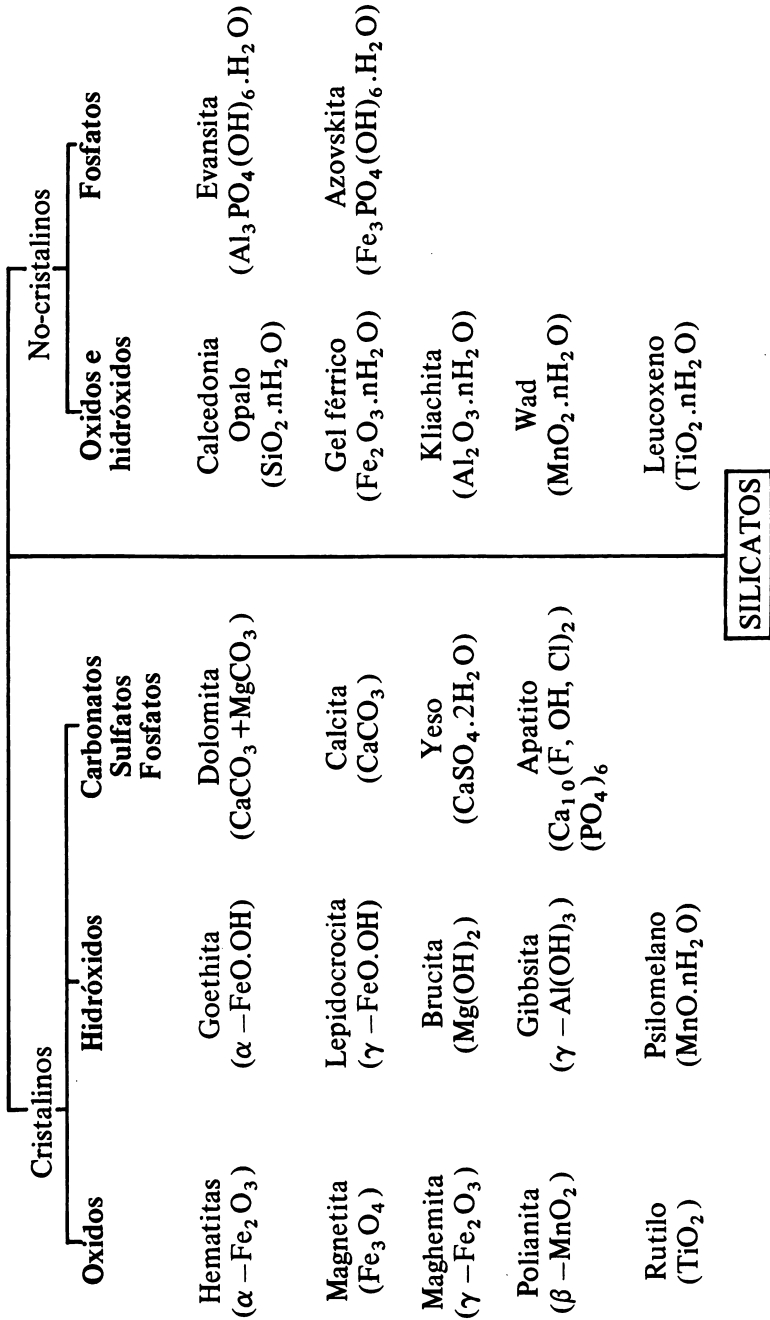 Cristalinos
No-cristalinos
Oxidos
Hidróxidos
Carbonatos
Sulfatos
Fosfatos
Oxidos e
hidróxidos
Fosfatos
Hematitas
(α−Fe₂O₃)
Goethita
(α−FeO.OH)
Dolomita
(CaCO₃+MgCO₃)
Calcedonia
Opalo
(SiO₂.nH₂O)
Evansita
(Al₃PO₄(OH)₆.H₂O)
Magnetita
(Fe₃O₄)
Lepidocrocita
(γ−FeO.OH)
Calcita
(CaCO₃)
Gel férrico
(Fe₂O₃.nH₂O)
Azovskita
(Fe₃PO₄(OH)₆.H₂O)
Maghemita
(γ−Fe₂O₃)
Brucita
(Mg(OH)₂)
Yeso
(CaSO₄.2H₂O)
Kliachita
(Al₂O₃.nH₂O)
Polianita
(β−MnO₂)
Gibbsita
(γ−Al(OH)₃)
Apatito
(Ca₁₀(F, OH, Cl)₂
(PO₄)₆
Wad
(MnO₂.nH₂O)
Rutilo
(TiO₂)
Psilomelano
(MnO.nH₂O)
Leucoxeno
(TiO₂.nH₂O)
SILICATOS